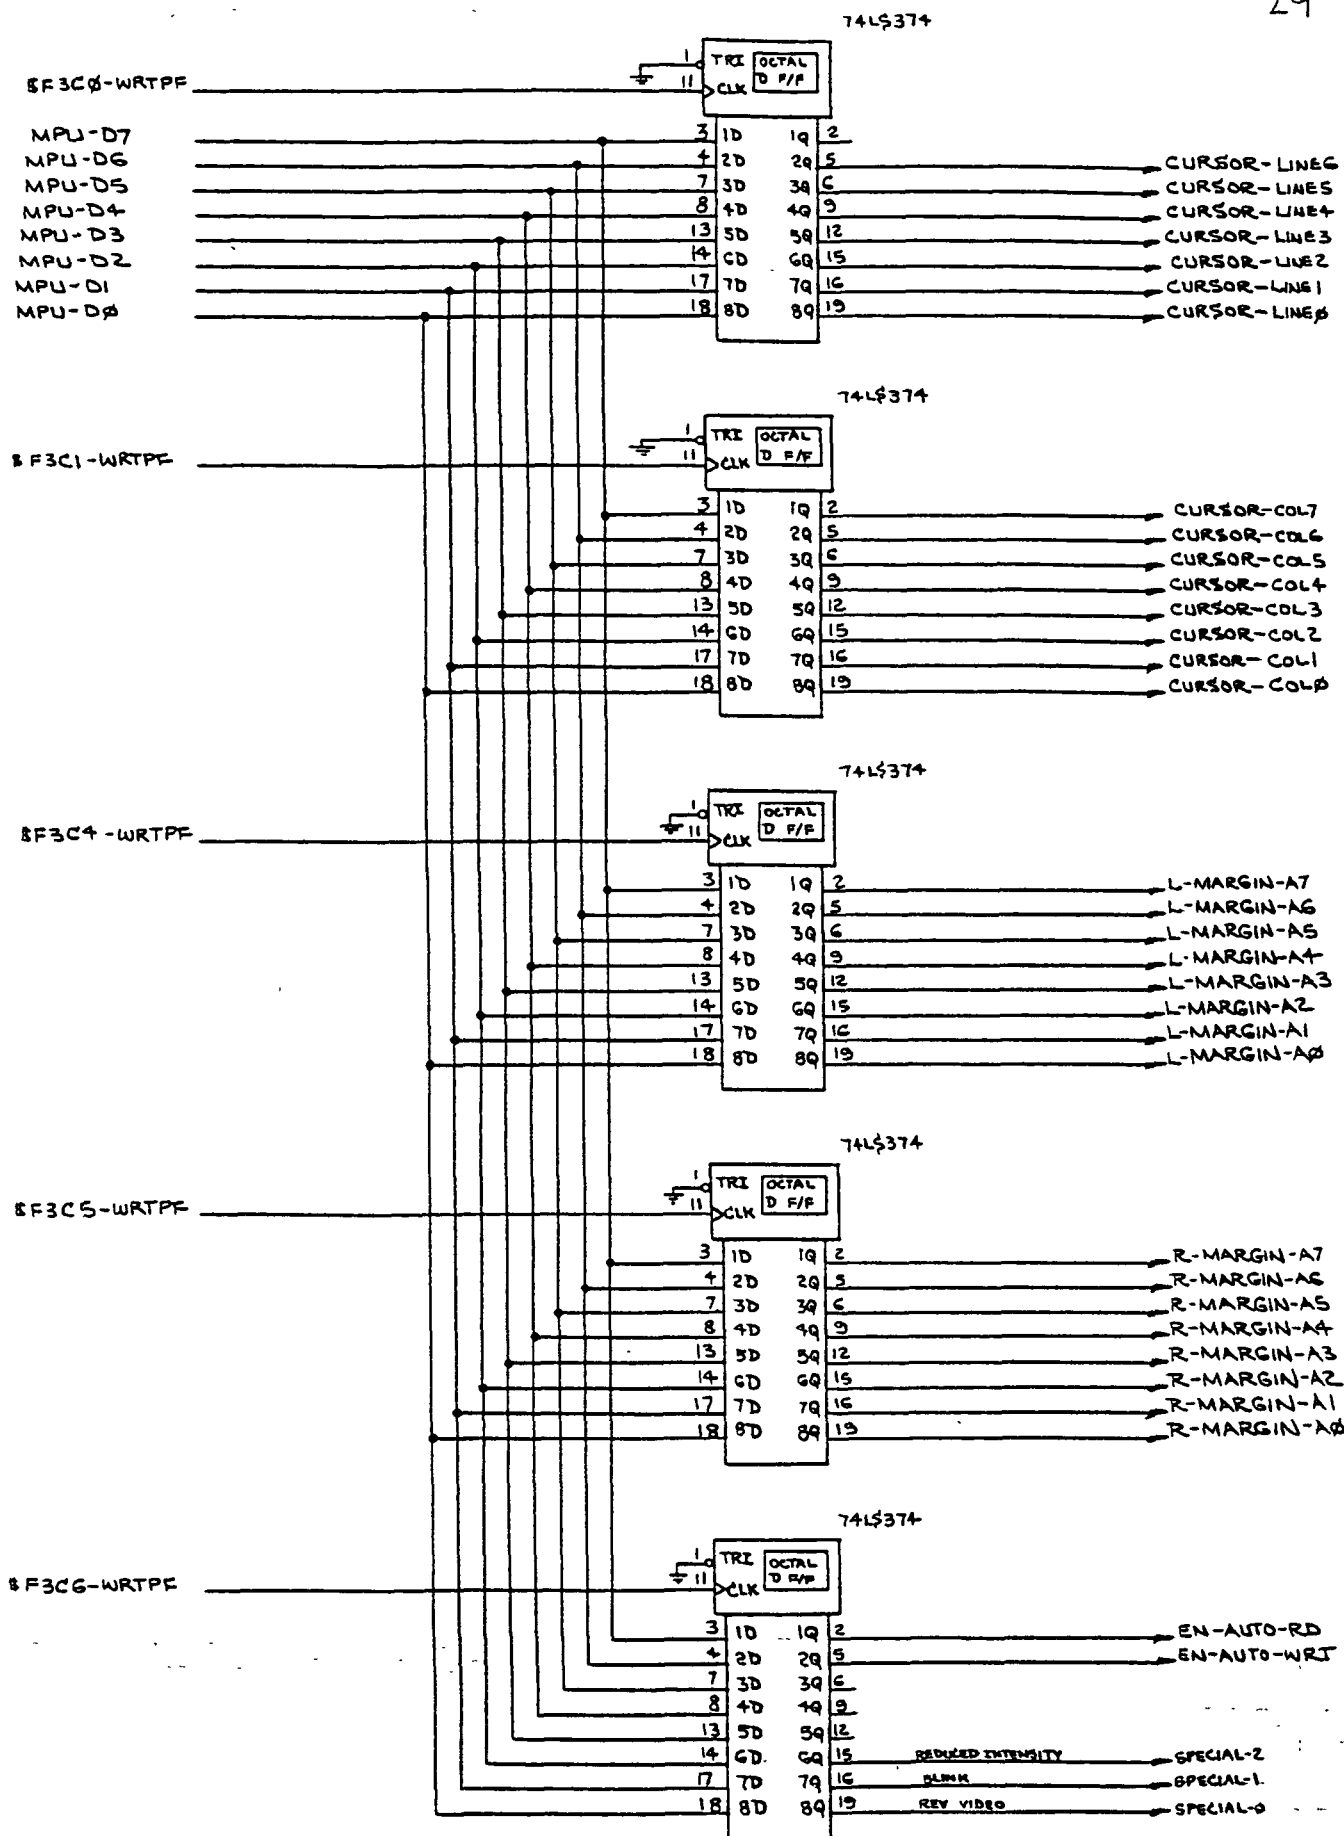 29
74LS374
1 TRI OCTAL
$F3CØ-WRTPF 11 CLK D F/F
MPU-D7 3 1D 1Q 2
MPU-D6 4 2D 2Q 5 CURSOR-LINE6
MPU-D5 7 3D 3Q 6 CURSOR-LINE5
MPU-D4 8 4D 4Q 9 CURSOR-LINE4
MPU-D3 13 5D 5Q 12 CURSOR-LINE3
MPU-D2 14 6D 6Q 15 CURSOR-LINE2
MPU-D1 17 7D 7Q 16 CURSOR-LINE1
MPU-DØ 18 8D 8Q 19 CURSOR-LINEØ
74LS374
1 TRI OCTAL
$F3C1-WRTPF 11 CLK D F/F
3 1D 1Q 2 CURSOR-COL7
4 2D 2Q 5 CURSOR-COL6
7 3D 3Q 6 CURSOR-COL5
8 4D 4Q 9 CURSOR-COL4
13 5D 5Q 12 CURSOR-COL3
14 6D 6Q 15 CURSOR-COL2
17 7D 7Q 16 CURSOR-COL1
18 8D 8Q 19 CURSOR-COLØ
74LS374
1 TRI OCTAL
$F3C4-WRTPF 11 CLK D F/F
3 1D 1Q 2 L-MARGIN-A7
4 2D 2Q 5 L-MARGIN-A6
7 3D 3Q 6 L-MARGIN-A5
8 4D 4Q 9 L-MARGIN-A4
13 5D 5Q 12 L-MARGIN-A3
14 6D 6Q 15 L-MARGIN-A2
17 7D 7Q 16 L-MARGIN-A1
18 8D 8Q 19 L-MARGIN-AØ
74LS374
1 TRI OCTAL
$F3C5-WRTPF 11 CLK D F/F
3 1D 1Q 2 R-MARGIN-A7
4 2D 2Q 5 R-MARGIN-A6
7 3D 3Q 6 R-MARGIN-A5
8 4D 4Q 9 R-MARGIN-A4
13 5D 5Q 12 R-MARGIN-A3
14 6D 6Q 15 R-MARGIN-A2
17 7D 7Q 16 R-MARGIN-A1
18 8D 8Q 19 R-MARGIN-AØ
74LS374
1 TRI OCTAL
$F3C6-WRTPF 11 CLK D F/F
3 1D 1Q 2 EN-AUTO-RD
4 2D 2Q 5 EN-AUTO-WRT
7 3D 3Q 6
8 4D 4Q 9
13 5D 5Q 12
14 6D 6Q 15 REDUCED INTENSITY SPECIAL-2
17 7D 7Q 16 BLINK SPECIAL-1
18 8D 8Q 19 REV VIDEO SPECIAL-0